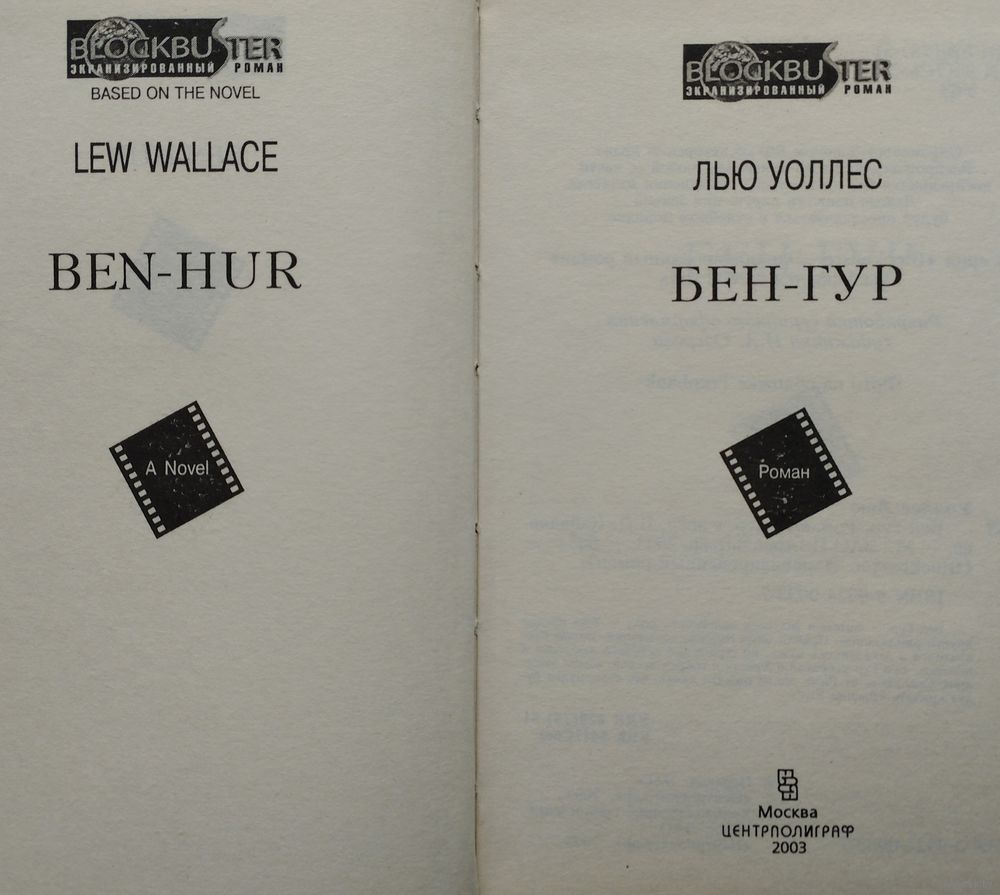 BLOCKBUSTER
ЭКРАНИЗИРОВАННЫЙ РОМАН
BASED ON THE NOVEL
LEW WALLACE
BEN-HUR
A Novel
BLOCKBUSTER
ЭКРАНИЗИРОВАННЫЙ РОМАН
ЛЬЮ УОЛЛЕС
БЕН-ГУР
Роман
Москва
ЦЕНТРПОЛИГРАФ
2003